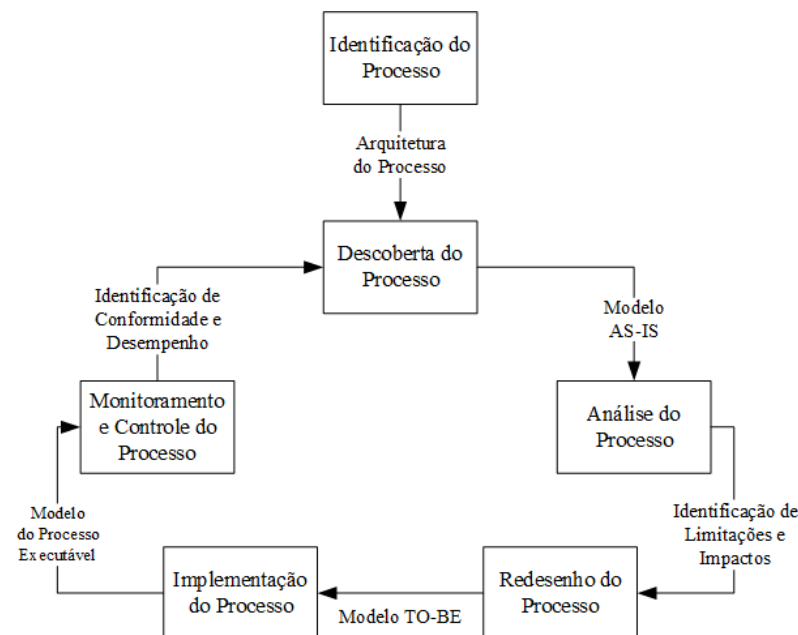 Identificação do
Processo
Arquitetura
do Processo
Descoberta do
Processo
Identificação de
Conformidade e
Desempenho
Modelo
AS-IS
Monitoramento
e Controle do
Processo
Análise do
Processo
Modelo
do Processo
Executável
Identificação de
Limitações e
Impactos
Implementação
do Processo
Modelo TO-BE
Redesenho do
Processo